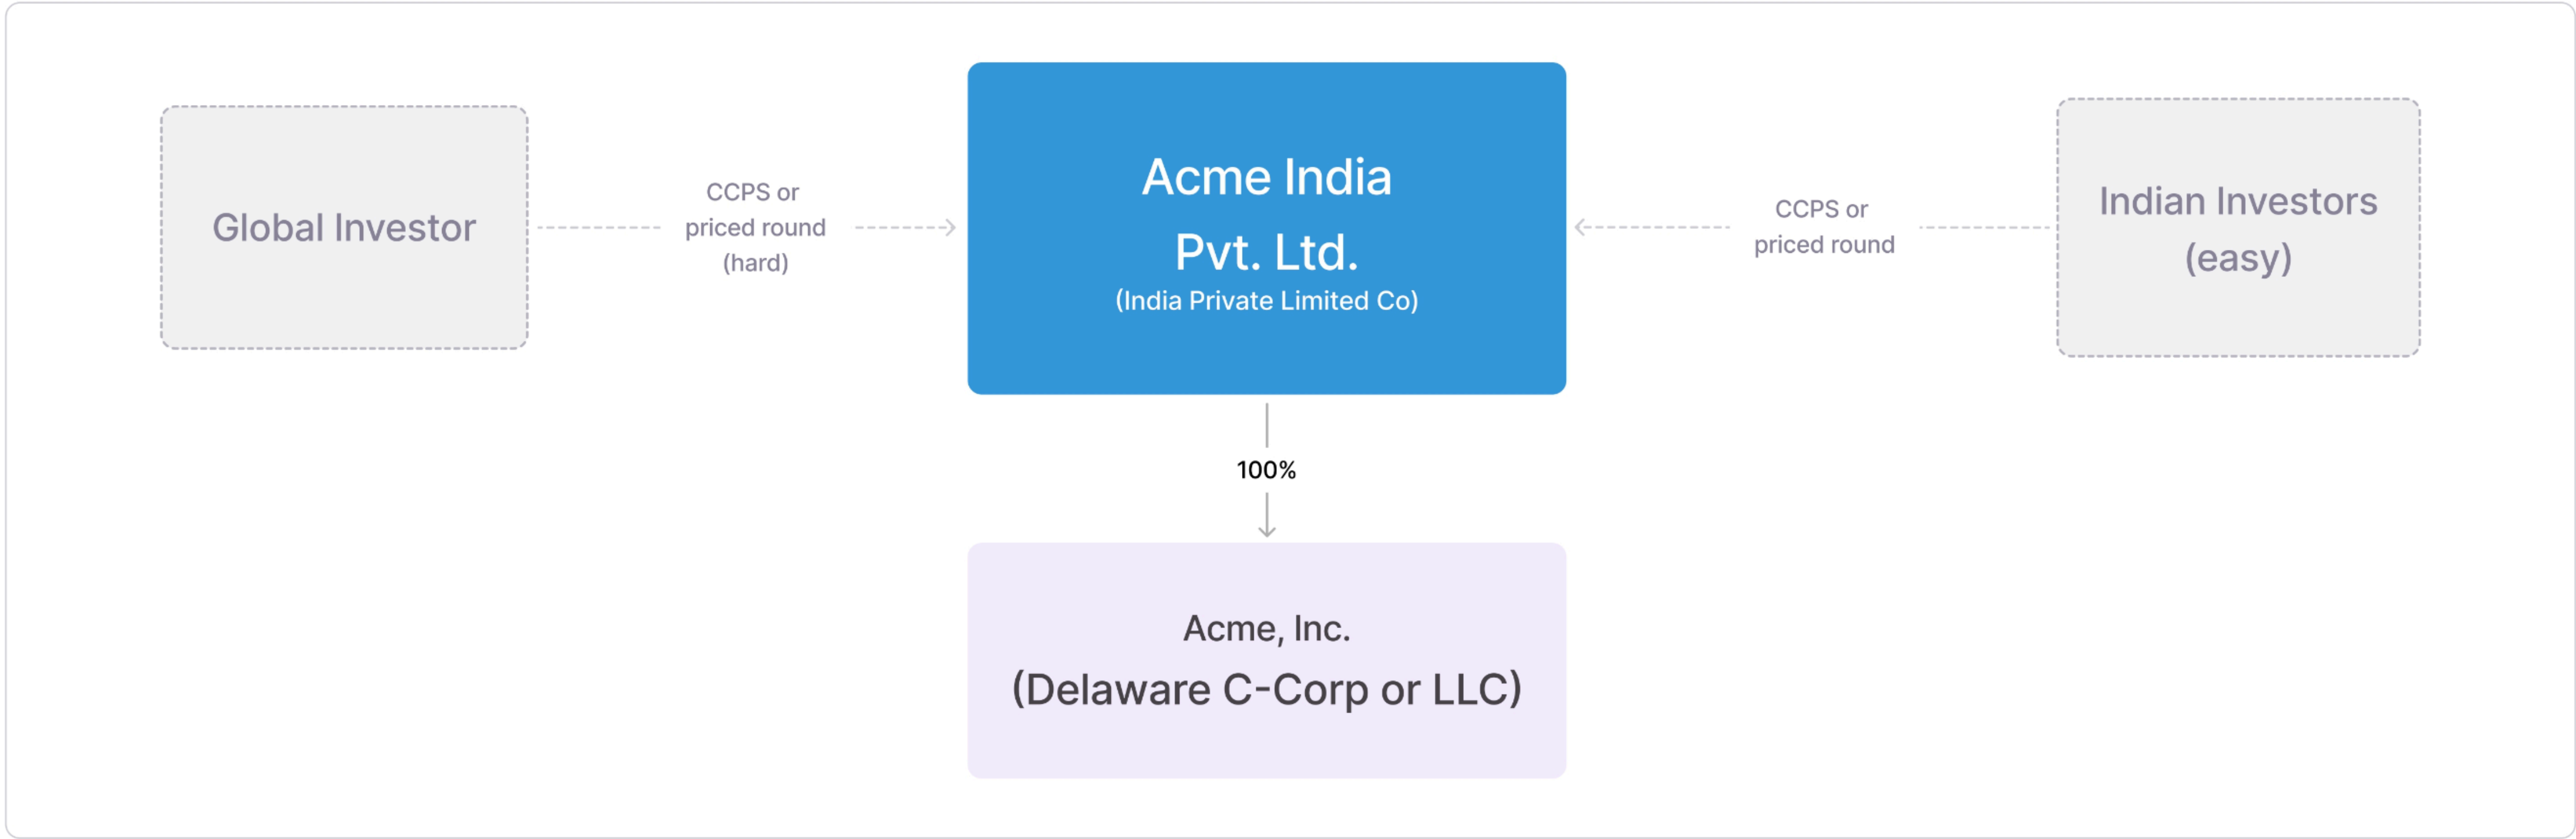 Global Investor
CCPS or
priced round
(hard)
Acme India
Pvt. Ltd.
(India Private Limited Co)
CCPS or
priced round
Indian Investors
(easy)
100%
Acme, Inc.
(Delaware C-Corp or LLC)